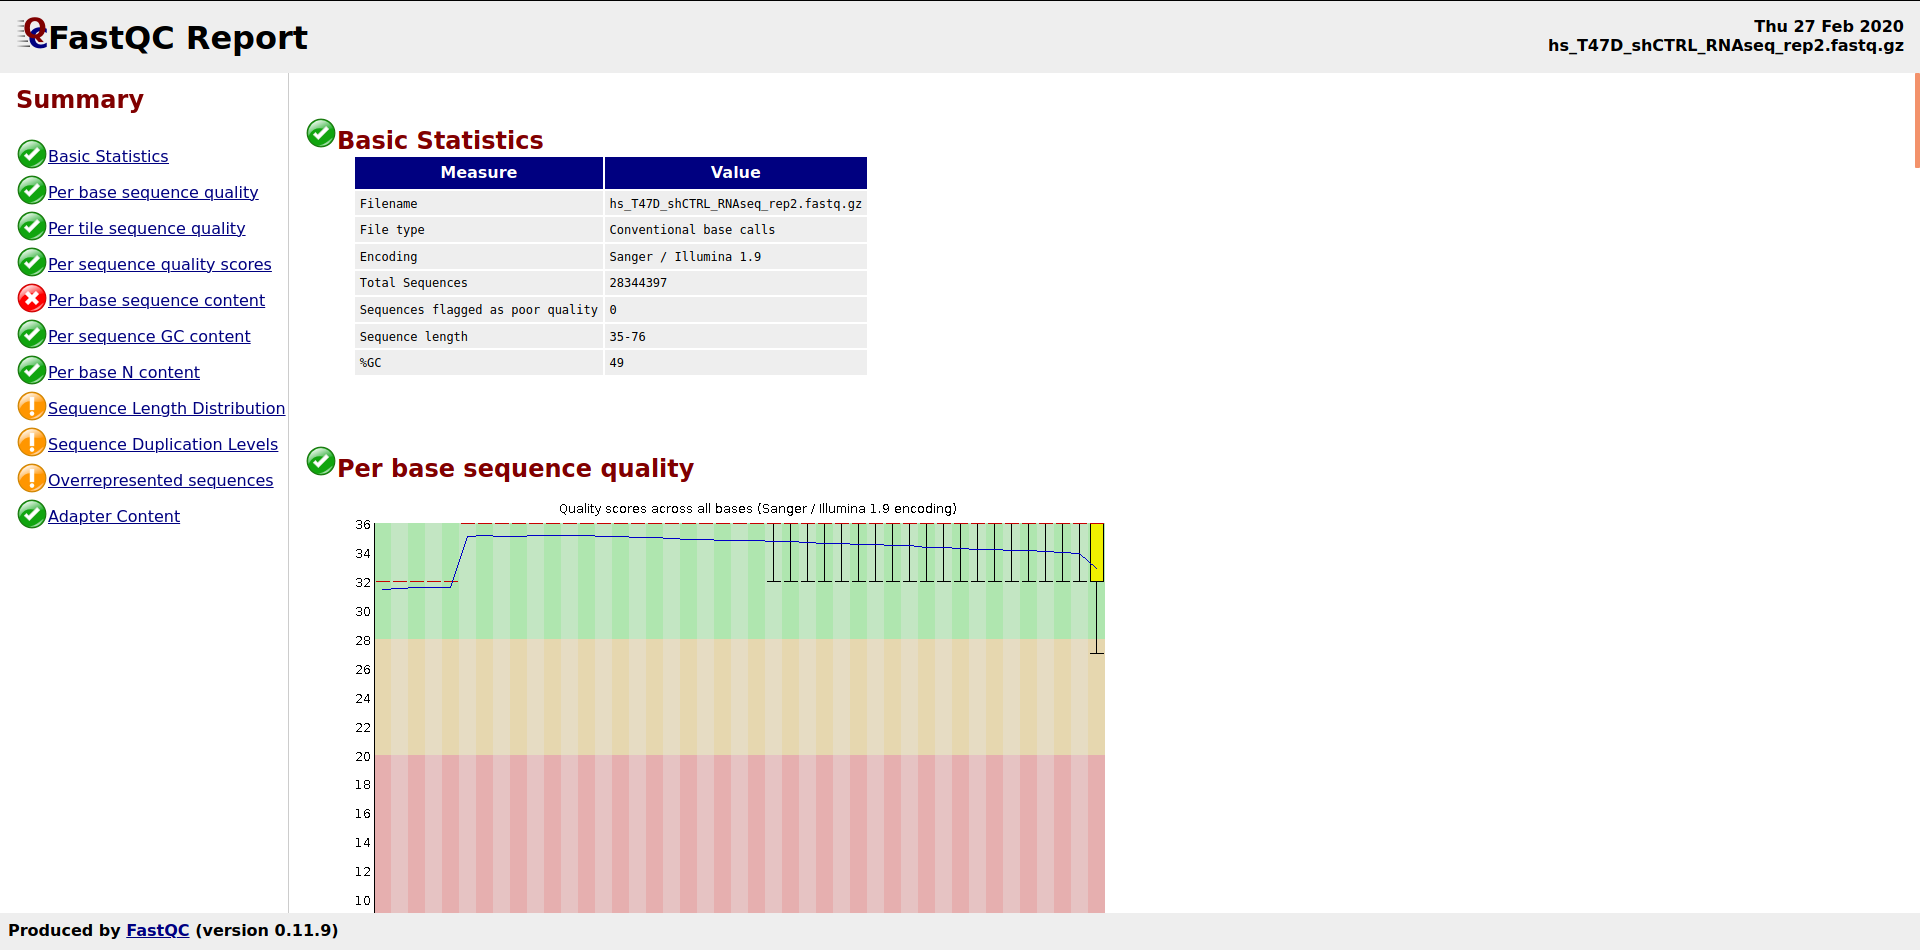 FastQC Report
Thu 27 Feb 2020
hs_T47D_shCTRL_RNAseq_rep2.fastq.gz
Summary
Basic Statistics
Per base sequence quality
Per tile sequence quality
Per sequence quality scores
Per base sequence content
Per sequence GC content
Per base N content
Sequence Length Distribution
Sequence Duplication Levels
Overrepresented sequences
Adapter Content
Basic Statistics
Measure Value
Filename hs_T47D_shCTRL_RNAseq_rep2.fastq.gz
File type Conventional base calls
Encoding Sanger / Illumina 1.9
Total Sequences 28344397
Sequences flagged as poor quality 0
Sequence length 35-76
%GC 49
Per base sequence quality
Quality scores across all bases (Sanger / Illumina 1.9 encoding)
36
34
32
30
28
26
24
22
20
18
16
14
12
10
Produced by FastQC (version 0.11.9)